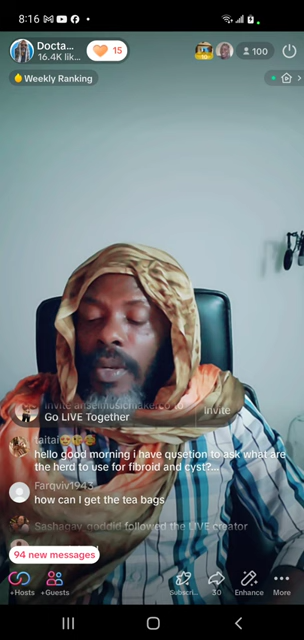 8:16
Docta...
16.4K lik...
15
100
Weekly Ranking
Go LIVE Together
Invite
taitai
hello good morning i have qusetion to ask what are
the herd to use for fibroid and cyst?...
Farqviv1943
how can I get the tea bags
Sashagay_goddid followed the LIVE creator
94 new messages
+Hosts
+Guests
Subscri...
30
Enhance
More